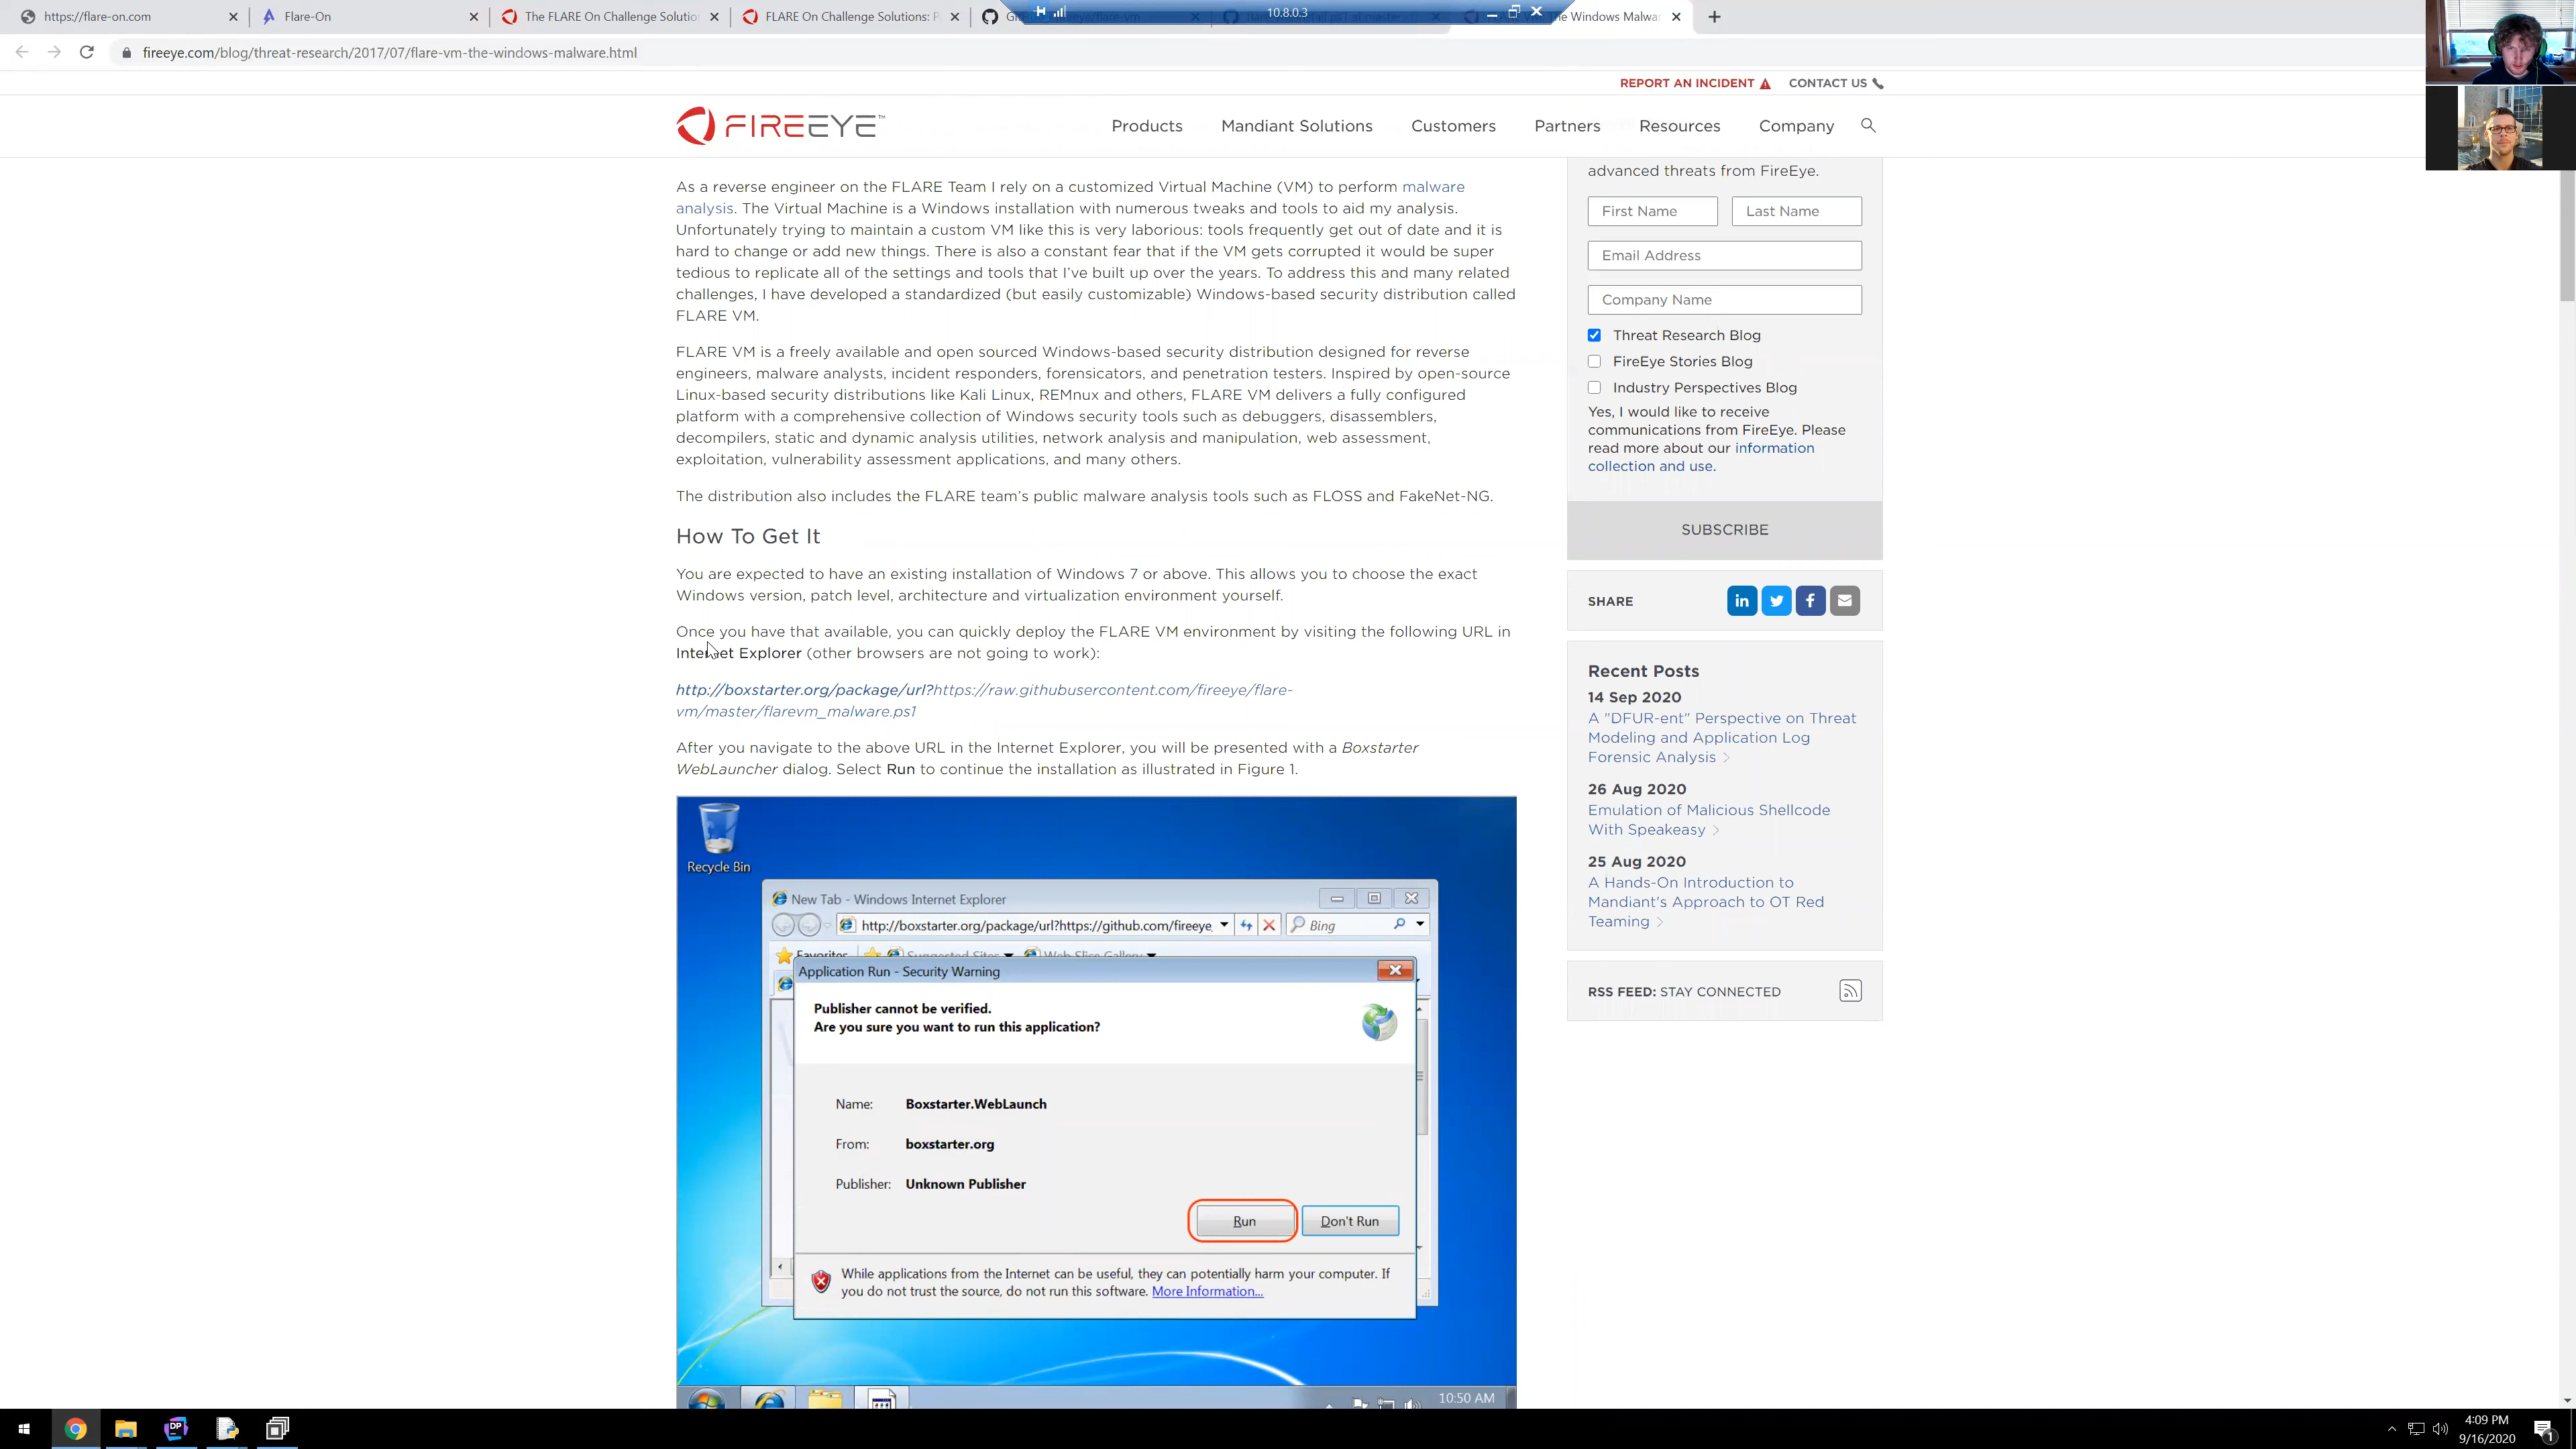 https://flare-on.com
Flare-On
The FLARE On Challenge Solutio
FLARE On Challenge Solutions: P
10.8.0.3
The Windows Malwa
fireeye.com/blog/threat-research/2017/07/flare-vm-the-windows-malware.html
REPORT AN INCIDENT CONTACT US
FIREEYE™
Products Mandiant Solutions Customers Partners Resources Company
As a reverse engineer on the FLARE Team I rely on a customized Virtual Machine (VM) to perform malware
analysis. The Virtual Machine is a Windows installation with numerous tweaks and tools to aid my analysis.
Unfortunately trying to maintain a custom VM like this is very laborious: tools frequently get out of date and it is
hard to change or add new things. There is also a constant fear that if the VM gets corrupted it would be super
tedious to replicate all of the settings and tools that I've built up over the years. To address this and many related
challenges, I have developed a standardized (but easily customizable) Windows-based security distribution called
FLARE VM.
FLARE VM is a freely available and open sourced Windows-based security distribution designed for reverse
engineers, malware analysts, incident responders, forensicators, and penetration testers. Inspired by open-source
Linux-based security distributions like Kali Linux, REMnux and others, FLARE VM delivers a fully configured
platform with a comprehensive collection of Windows security tools such as debuggers, disassemblers,
decompilers, static and dynamic analysis utilities, network analysis and manipulation, web assessment,
exploitation, vulnerability assessment applications, and many others.
The distribution also includes the FLARE team's public malware analysis tools such as FLOSS and FakeNet-NG.
How To Get It
You are expected to have an existing installation of Windows 7 or above. This allows you to choose the exact
Windows version, patch level, architecture and virtualization environment yourself.
Once you have that available, you can quickly deploy the FLARE VM environment by visiting the following URL in
Internet Explorer (other browsers are not going to work):
http://boxstarter.org/package/url?https://raw.githubusercontent.com/fireeye/flare-
vm/master/flarevm_malware.ps1
After you navigate to the above URL in the Internet Explorer, you will be presented with a Boxstarter
WebLauncher dialog. Select Run to continue the installation as illustrated in Figure 1.
Recycle Bin
New Tab - Windows Internet Explorer
http://boxstarter.org/package/url?https://github.com/fireeye,
Bing
Favorites Suggested Sites Web Slice Gallery
Application Run - Security Warning
Publisher cannot be verified.
Are you sure you want to run this application?
Name: Boxstarter.WebLaunch
From: boxstarter.org
Publisher: Unknown Publisher
Run Don't Run
While applications from the Internet can be useful, they can potentially harm your computer. If
you do not trust the source, do not run this software. More Information...
10:50 AM
advanced threats from FireEye.
First Name Last Name
Email Address
Company Name
Threat Research Blog
FireEye Stories Blog
Industry Perspectives Blog
Yes, I would like to receive
communications from FireEye. Please
read more about our information
collection and use.
SUBSCRIBE
SHARE
Recent Posts
14 Sep 2020
A "DFUR-ent" Perspective on Threat
Modeling and Application Log
Forensic Analysis
26 Aug 2020
Emulation of Malicious Shellcode
With Speakeasy
25 Aug 2020
A Hands-On Introduction to
Mandiant's Approach to OT Red
Teaming
RSS FEED: STAY CONNECTED
DP
4:09 PM
9/16/2020
1